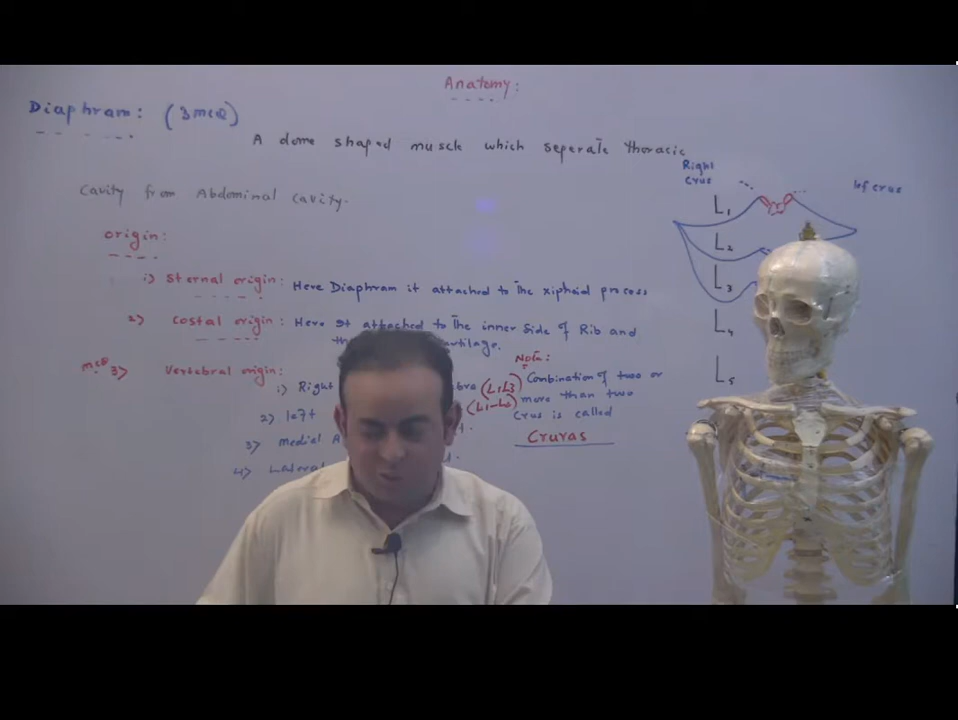 Anatomy:
Diaphram: (3 mcQ)
A dome shaped muscle which seperate thoracic
Cavity from Abdominal cavity.
origin:
1) Sternal origin: Here Diaphram it attached to the xiphoid process
2) Costal origin: Here it attached to the inner side of Rib and
cartilage.
mcQ 3) Vertebral origin:
1) Right (L1-L3)
2) left (L1-L2)
3) medial A
4) Lateral
Note:
Combination of two or
more than two
Crus is called
Cruras
Right
crus
lef crus
L1
L2
L3
L4
L5